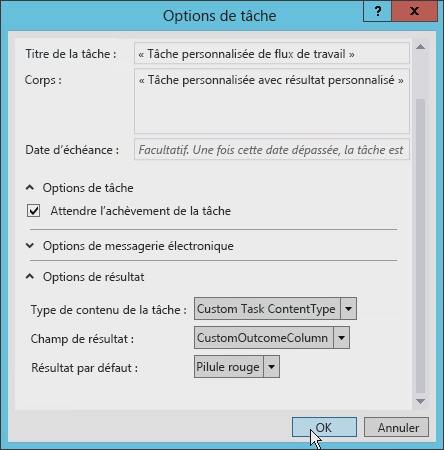 Options de tâche
?
x
Titre de la tâche :
« Tâche personnalisée de flux de travail »
Corps :
« Tâche personnalisée avec résultat personnalisé »
Date d'échéance :
Facultatif. Une fois cette date dépassée, la tâche est
Options de tâche
Attendre l'achèvement de la tâche
Options de messagerie électronique
Options de résultat
Type de contenu de la tâche :
Custom Task ContentType
Champ de résultat :
CustomOutcomeColumn
Résultat par défaut :
Pilule rouge
OK
Annuler